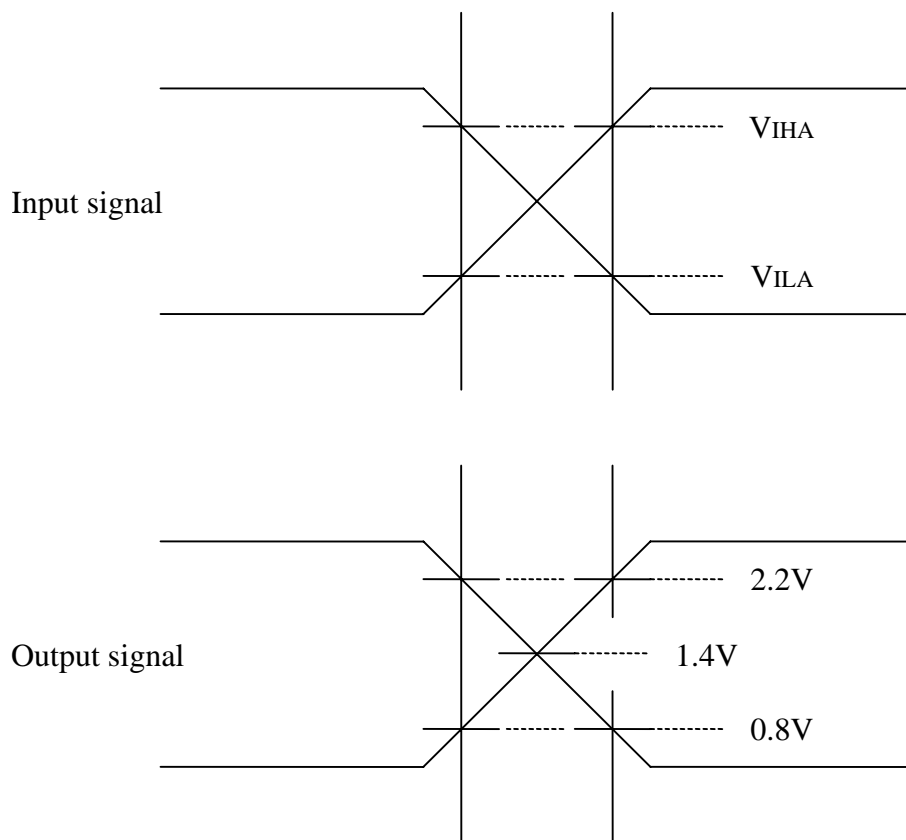 VIHA
Input signal
VILA
2.2V
Output signal
1.4V
0.8V